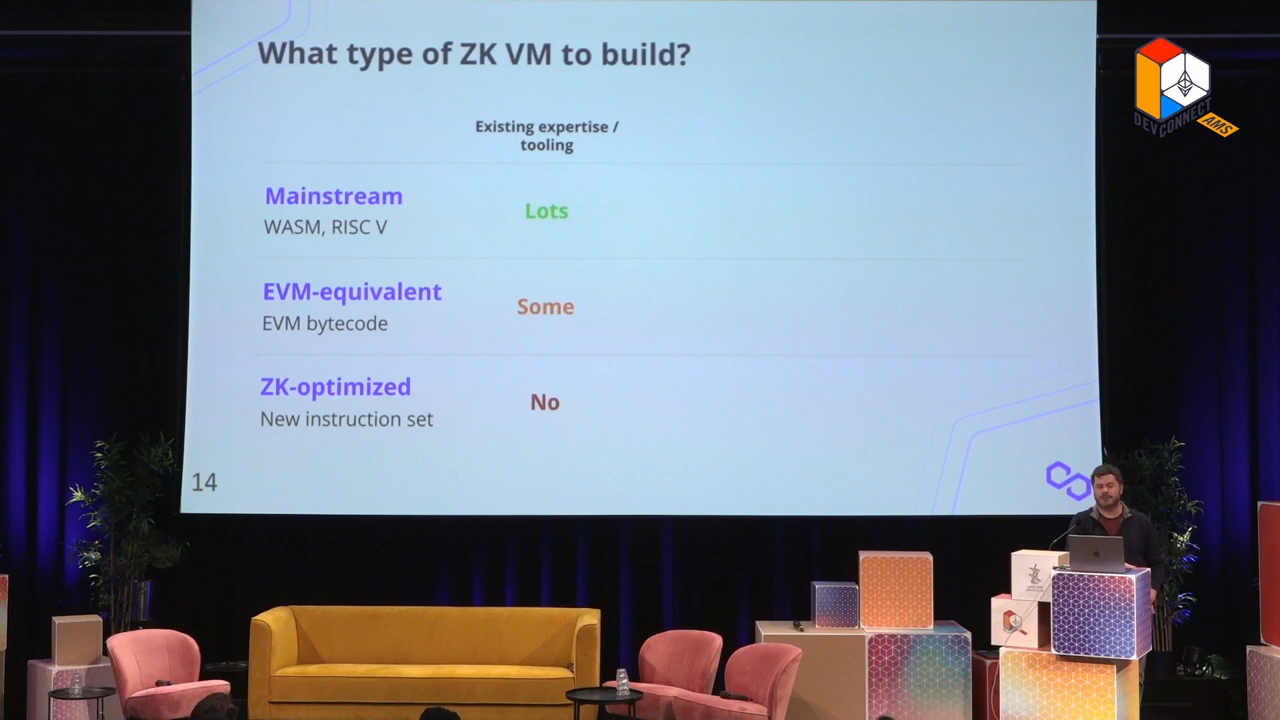 What type of ZK VM to build?
Existing expertise /
tooling
Mainstream
WASM, RISC V
Lots
EVM-equivalent
EVM bytecode
Some
ZK-optimized
New instruction set
No
14
DEVCONNECT
AMS